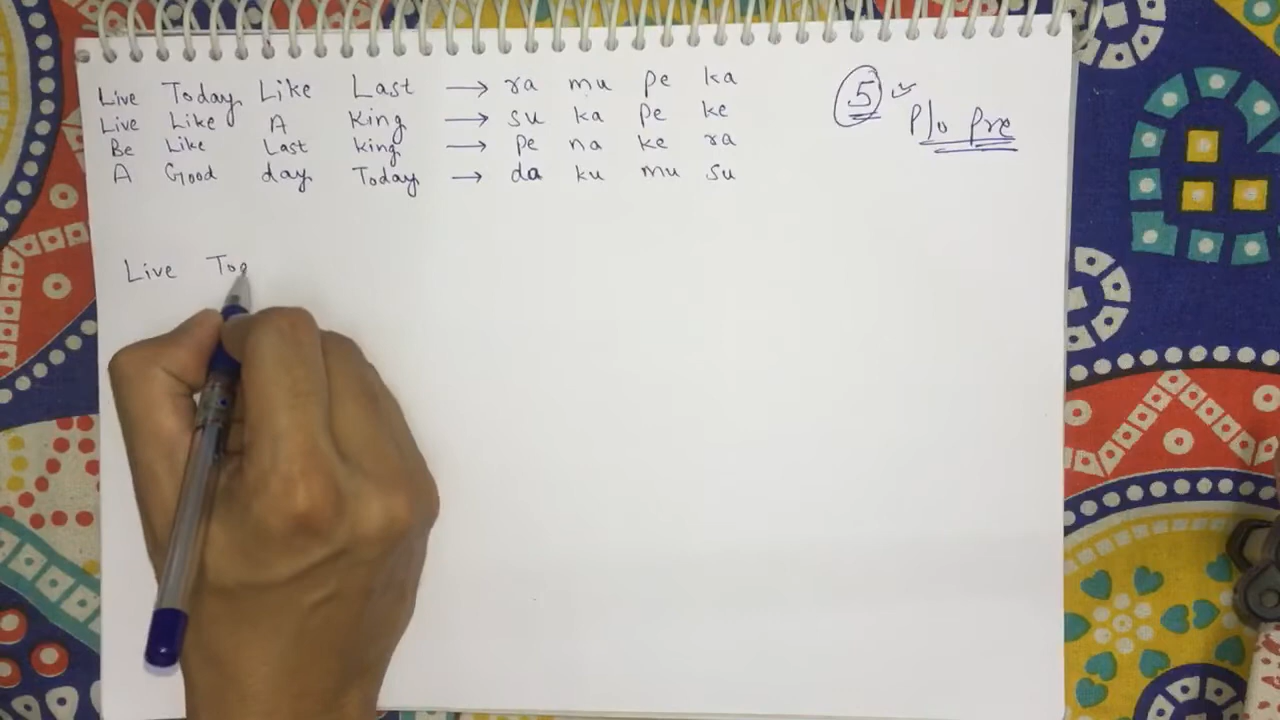 Live Today Like Last → ra mu pe ka
Live Like A King → su ka pe ke
Be Like Last king → pe na ke ra
A Good day Today → da ku mu su
5
P/o Pre
Live Toa